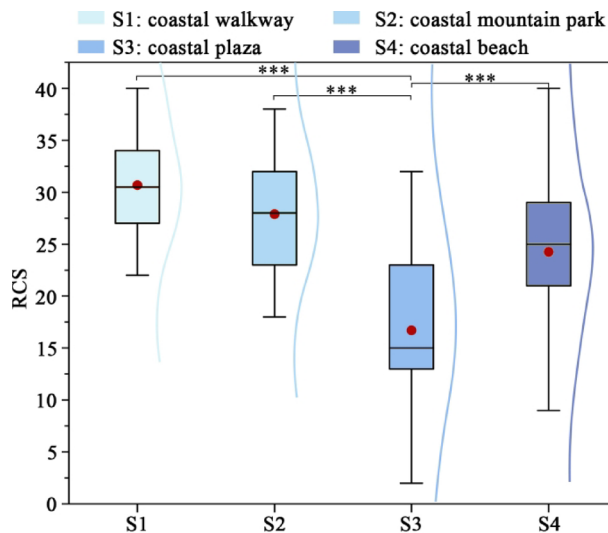 S1: coastal walkway
S2: coastal mountain park
S3: coastal plaza
S4: coastal beach
***
***
***
40
35
30
25
20
15
10
5
0
RCS
S1
S2
S3
S4